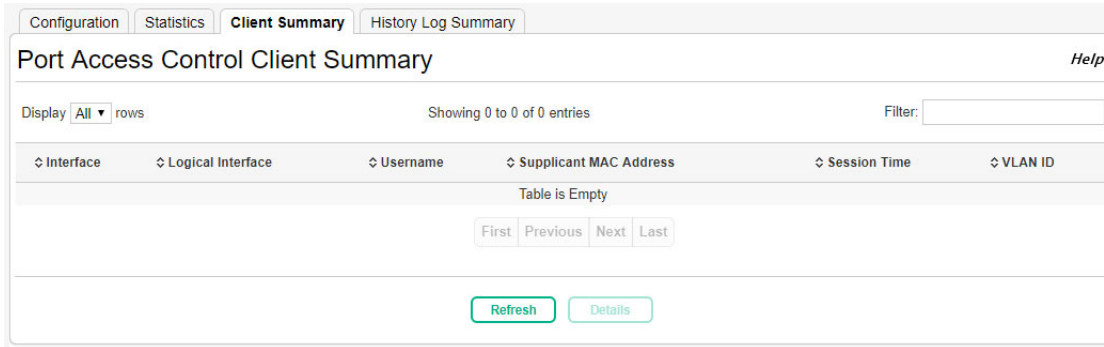 Configuration Statistics Client Summary History Log Summary
Port Access Control Client Summary Help
Display All rows Showing 0 to 0 of 0 entries Filter:
Interface Logical Interface Username Supplicant MAC Address Session Time VLAN ID
Table is Empty
First Previous Next Last
Refresh Details